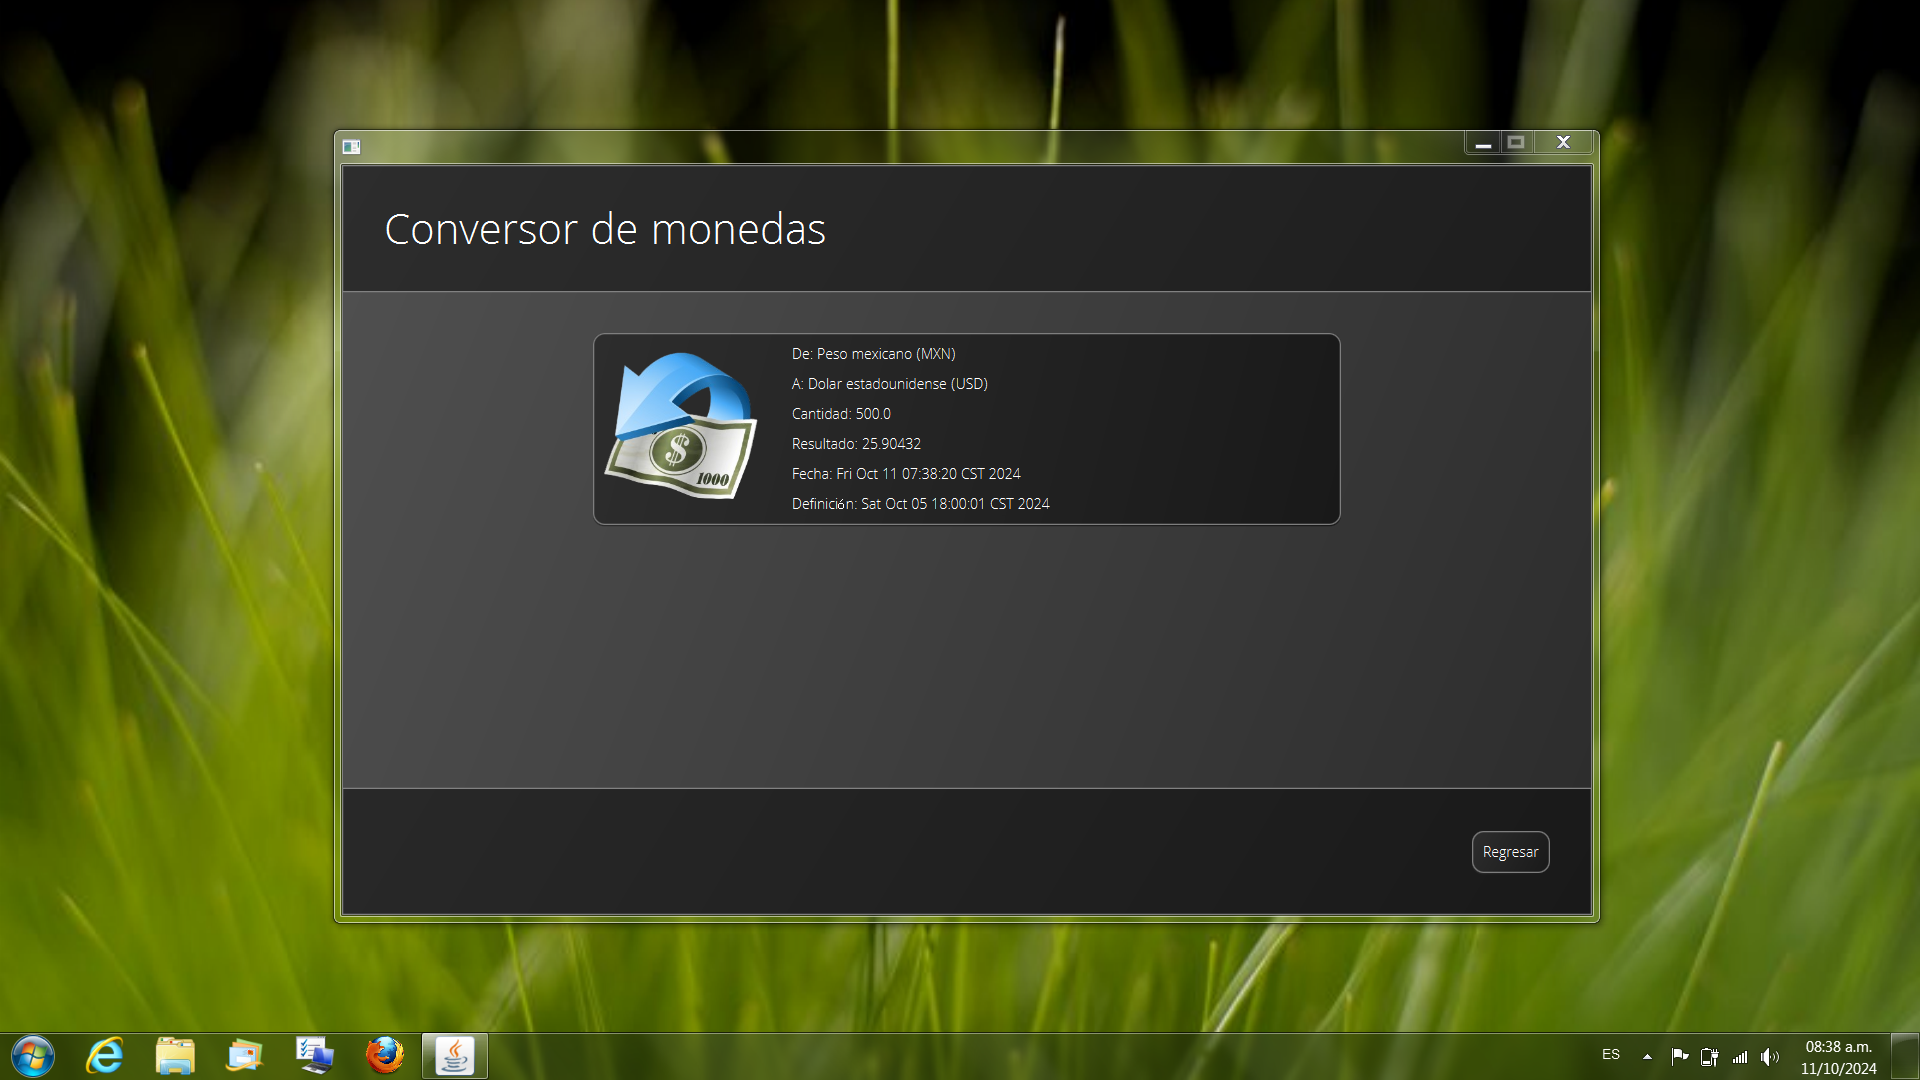 Conversor de monedas
De: Peso mexicano (MXN)
A: Dolar estadounidense (USD)
Cantidad: 500.0
Resultado: 25.90432
Fecha: Fri Oct 11 07:38:20 CST 2024
Definición: Sat Oct 05 18:00:01 CST 2024
$
1000
Regresar
ES
08:38 a.m.
11/10/2024